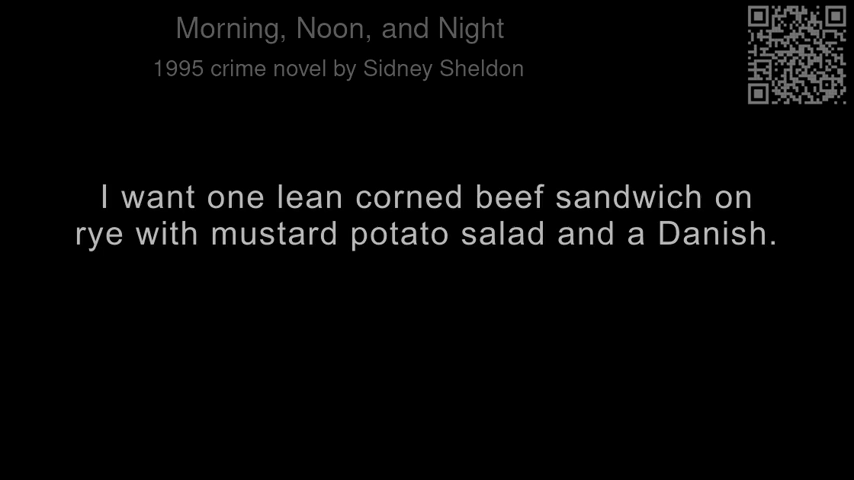 Morning, Noon, and Night
1995 crime novel by Sidney Sheldon
I want one lean corned beef sandwich on
rye with mustard potato salad and a Danish.